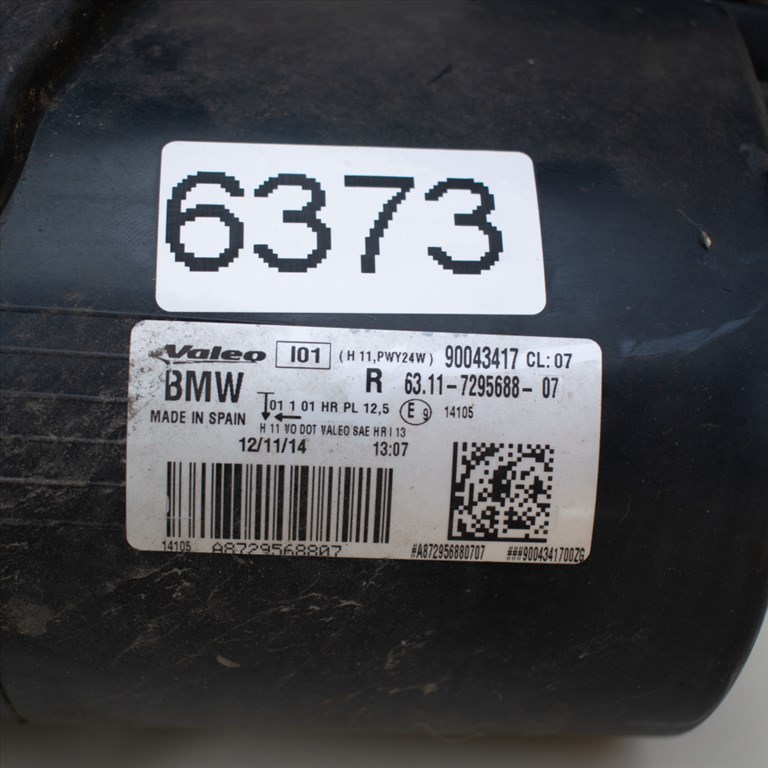 6373
Valeo I01 (H 11,PWY24W) 90043417 CL:07
BMW R 63.11-7295688-07
MADE IN SPAIN 01 1 01 HR PL 12,5 E 9 14105
H 11 VO DOT VALEO SAE HR I 13
12/11/14 13:07
14105 A8729568807 #A872956880707 ###9004341700ZG